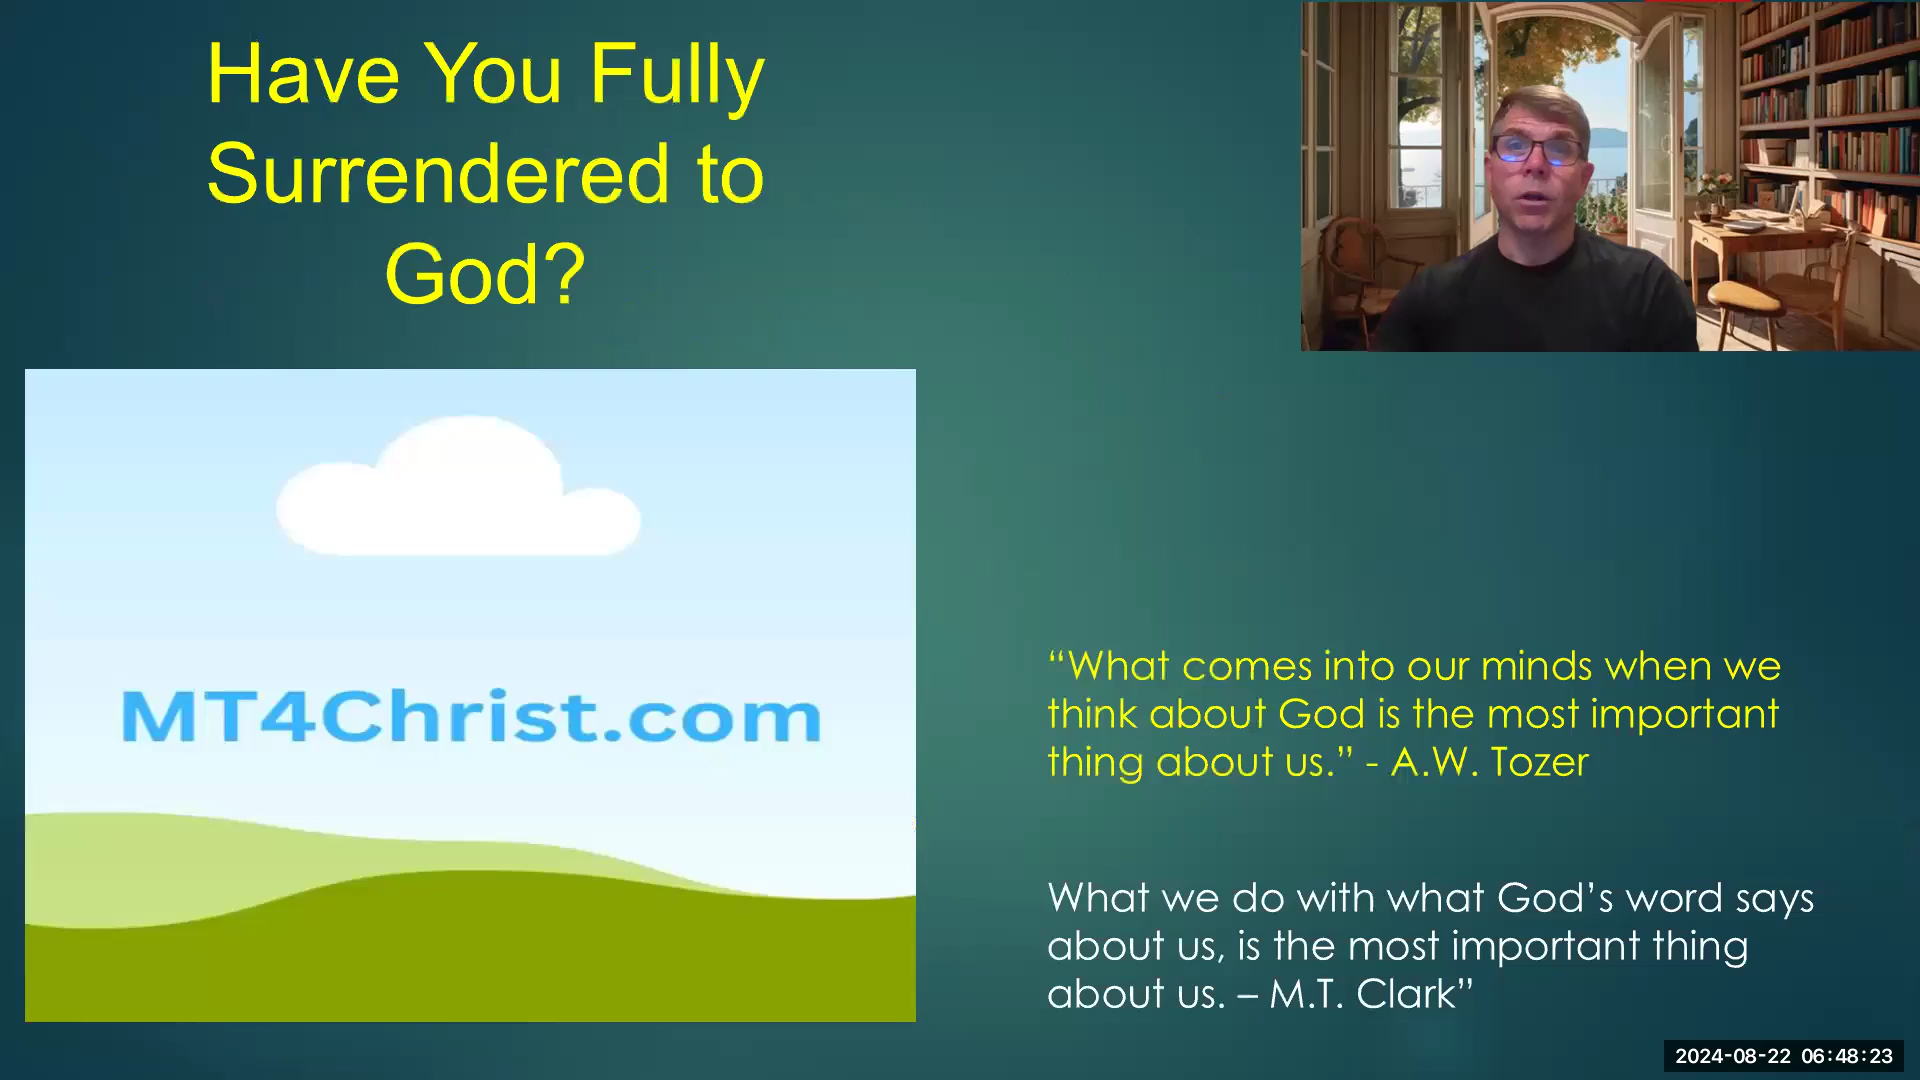 Have You Fully
Surrendered to
God?
MT4Christ.com
“What comes into our minds when we
think about God is the most important
thing about us.” - A.W. Tozer
What we do with what God’s word says
about us, is the most important thing
about us. – M.T. Clark”
2024-08-22 06:48:23